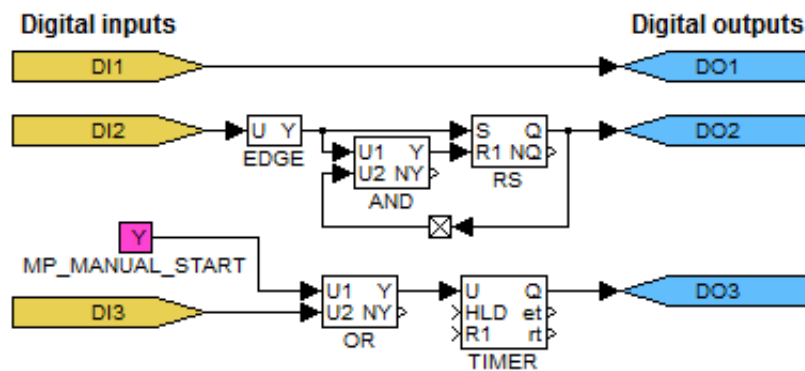 Digital inputs Digital outputs
DI1 DO1
DI2 U Y S Q DO2
EDGE U1 Y R1 NQ
U2 NY RS
AND
Y
MP_MANUAL_START
U1 Y U Q DO3
DI3 U2 NY HLD et
OR R1 rt
TIMER